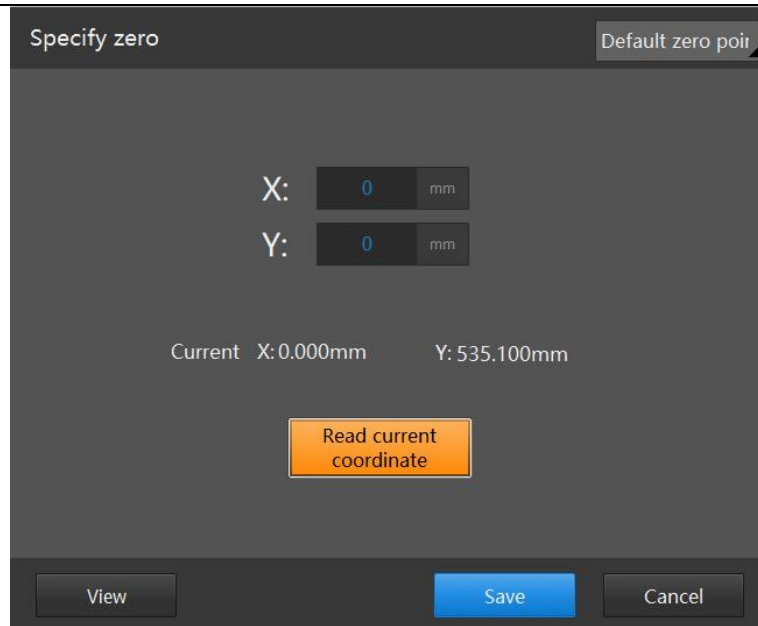 Specify zero
Default zero poir
X: 0 mm
Y: 0 mm
Current X: 0.000mm Y: 535.100mm
Read current
coordinate
View Save Cancel